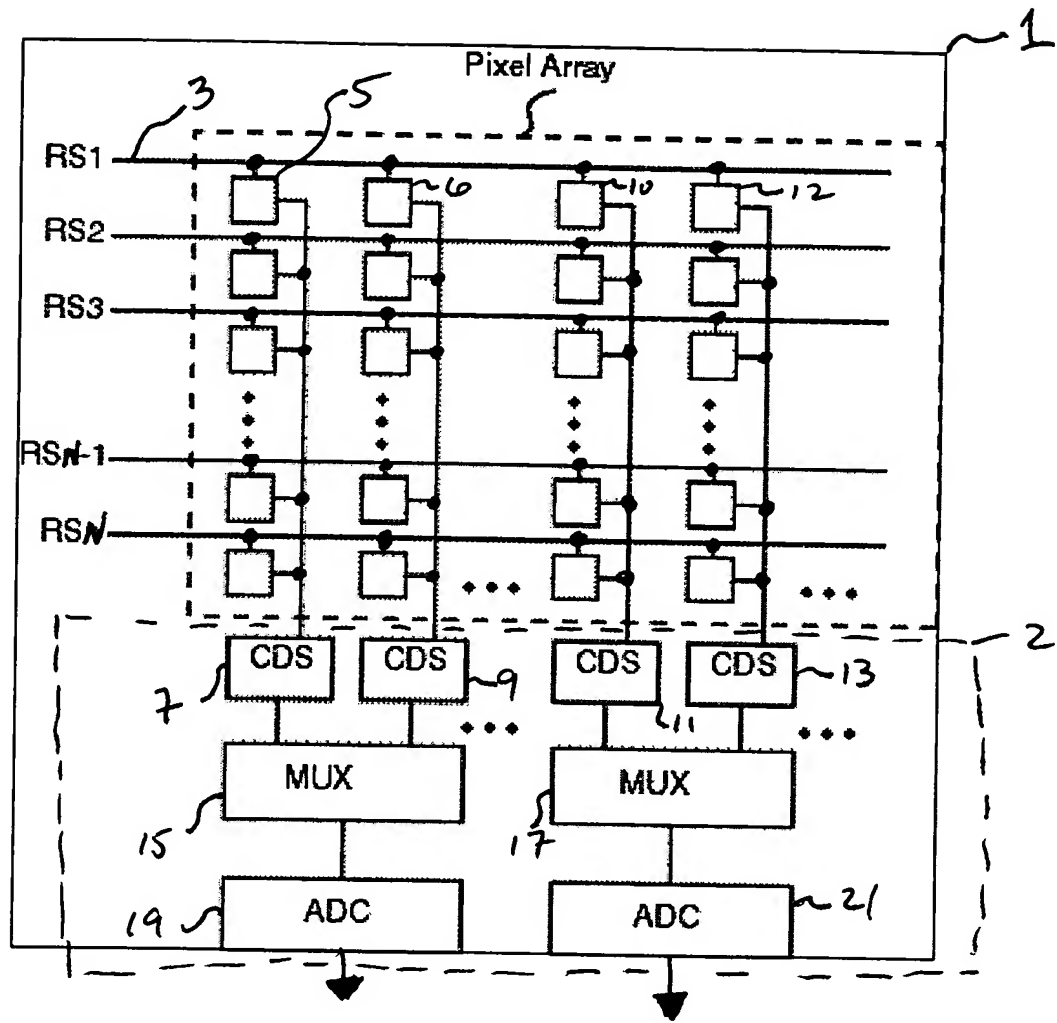 1
Pixel Array
3
5
RS1
6
10
12
RS2
RS3
RSN-1
RSN
2
CDS CDS CDS CDS
7
9
11
13
MUX MUX
15
17
ADC ADC
19
21